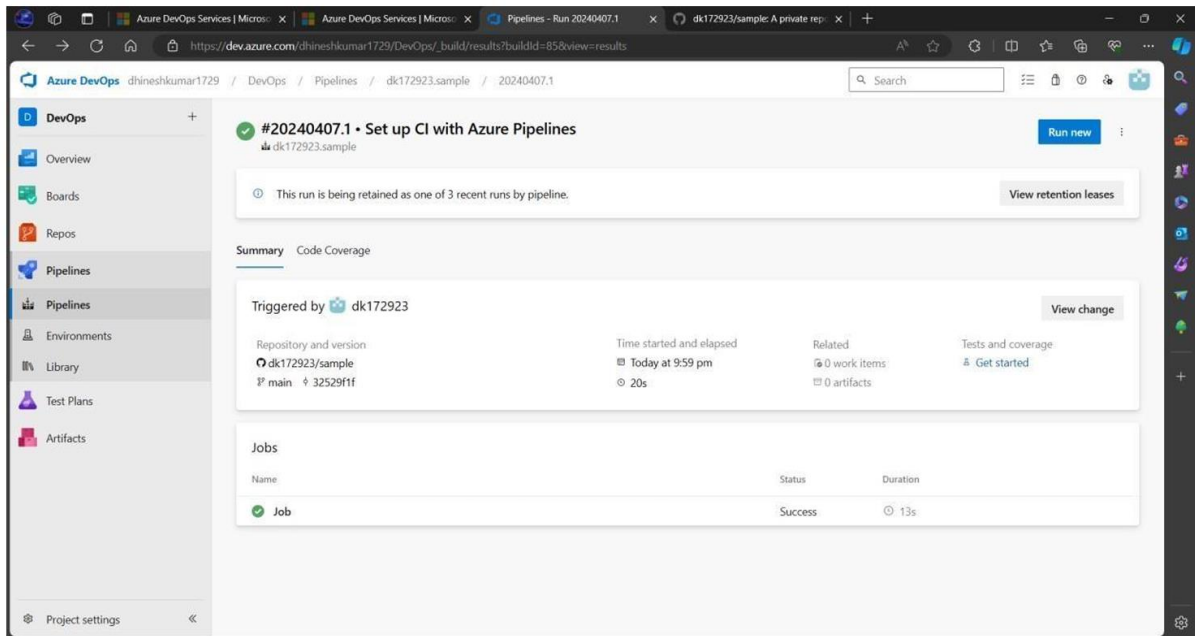 Azure DevOps Services | Microso
Azure DevOps Services | Microso
Pipelines - Run 20240407.1
dk172923/sample: A private repo
https://dev.azure.com/dhineshkumar1729/DevOps/_build/results?buildId=85&view=results
Azure DevOps dhineshkumar1729 / DevOps / Pipelines / dk172923.sample / 20240407.1
Search
D DevOps
Overview
Boards
Repos
Pipelines
Pipelines
Environments
Library
Test Plans
Artifacts
Project settings
#20240407.1 • Set up CI with Azure Pipelines
dk172923.sample
Run new
This run is being retained as one of 3 recent runs by pipeline.
View retention leases
Summary Code Coverage
Triggered by dk172923
View change
Repository and version Time started and elapsed Related Tests and coverage
dk172923/sample Today at 9:59 pm 0 work items Get started
main 32529f1f 20s 0 artifacts
Jobs
Name Status Duration
Job Success 13s